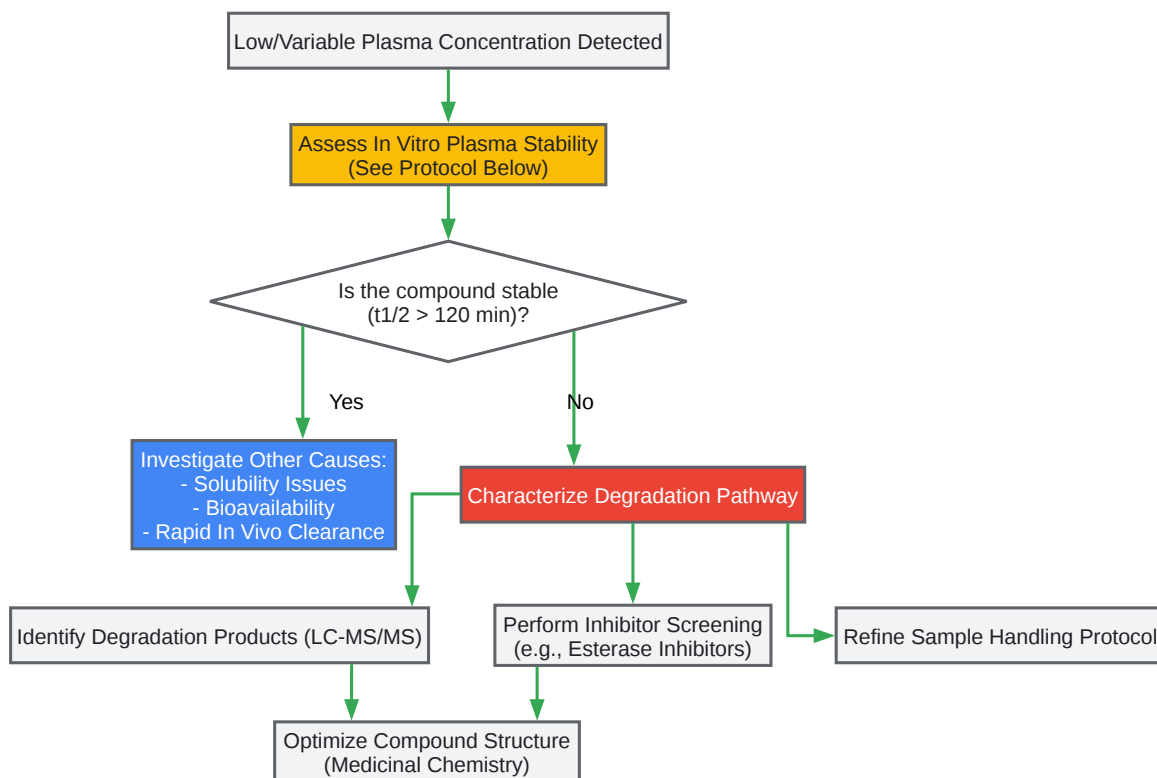 Low/Variable Plasma Concentration Detected
Assess In Vitro Plasma Stability
(See Protocol Below)
Is the compound stable
(t1/2 > 120 min)?
Yes
No
Investigate Other Causes:
- Solubility Issues
- Bioavailability
- Rapid In Vivo Clearance
Characterize Degradation Pathway
Identify Degradation Products (LC-MS/MS)
Perform Inhibitor Screening
(e.g., Esterase Inhibitors)
Refine Sample Handling Protocol
Optimize Compound Structure
(Medicinal Chemistry)